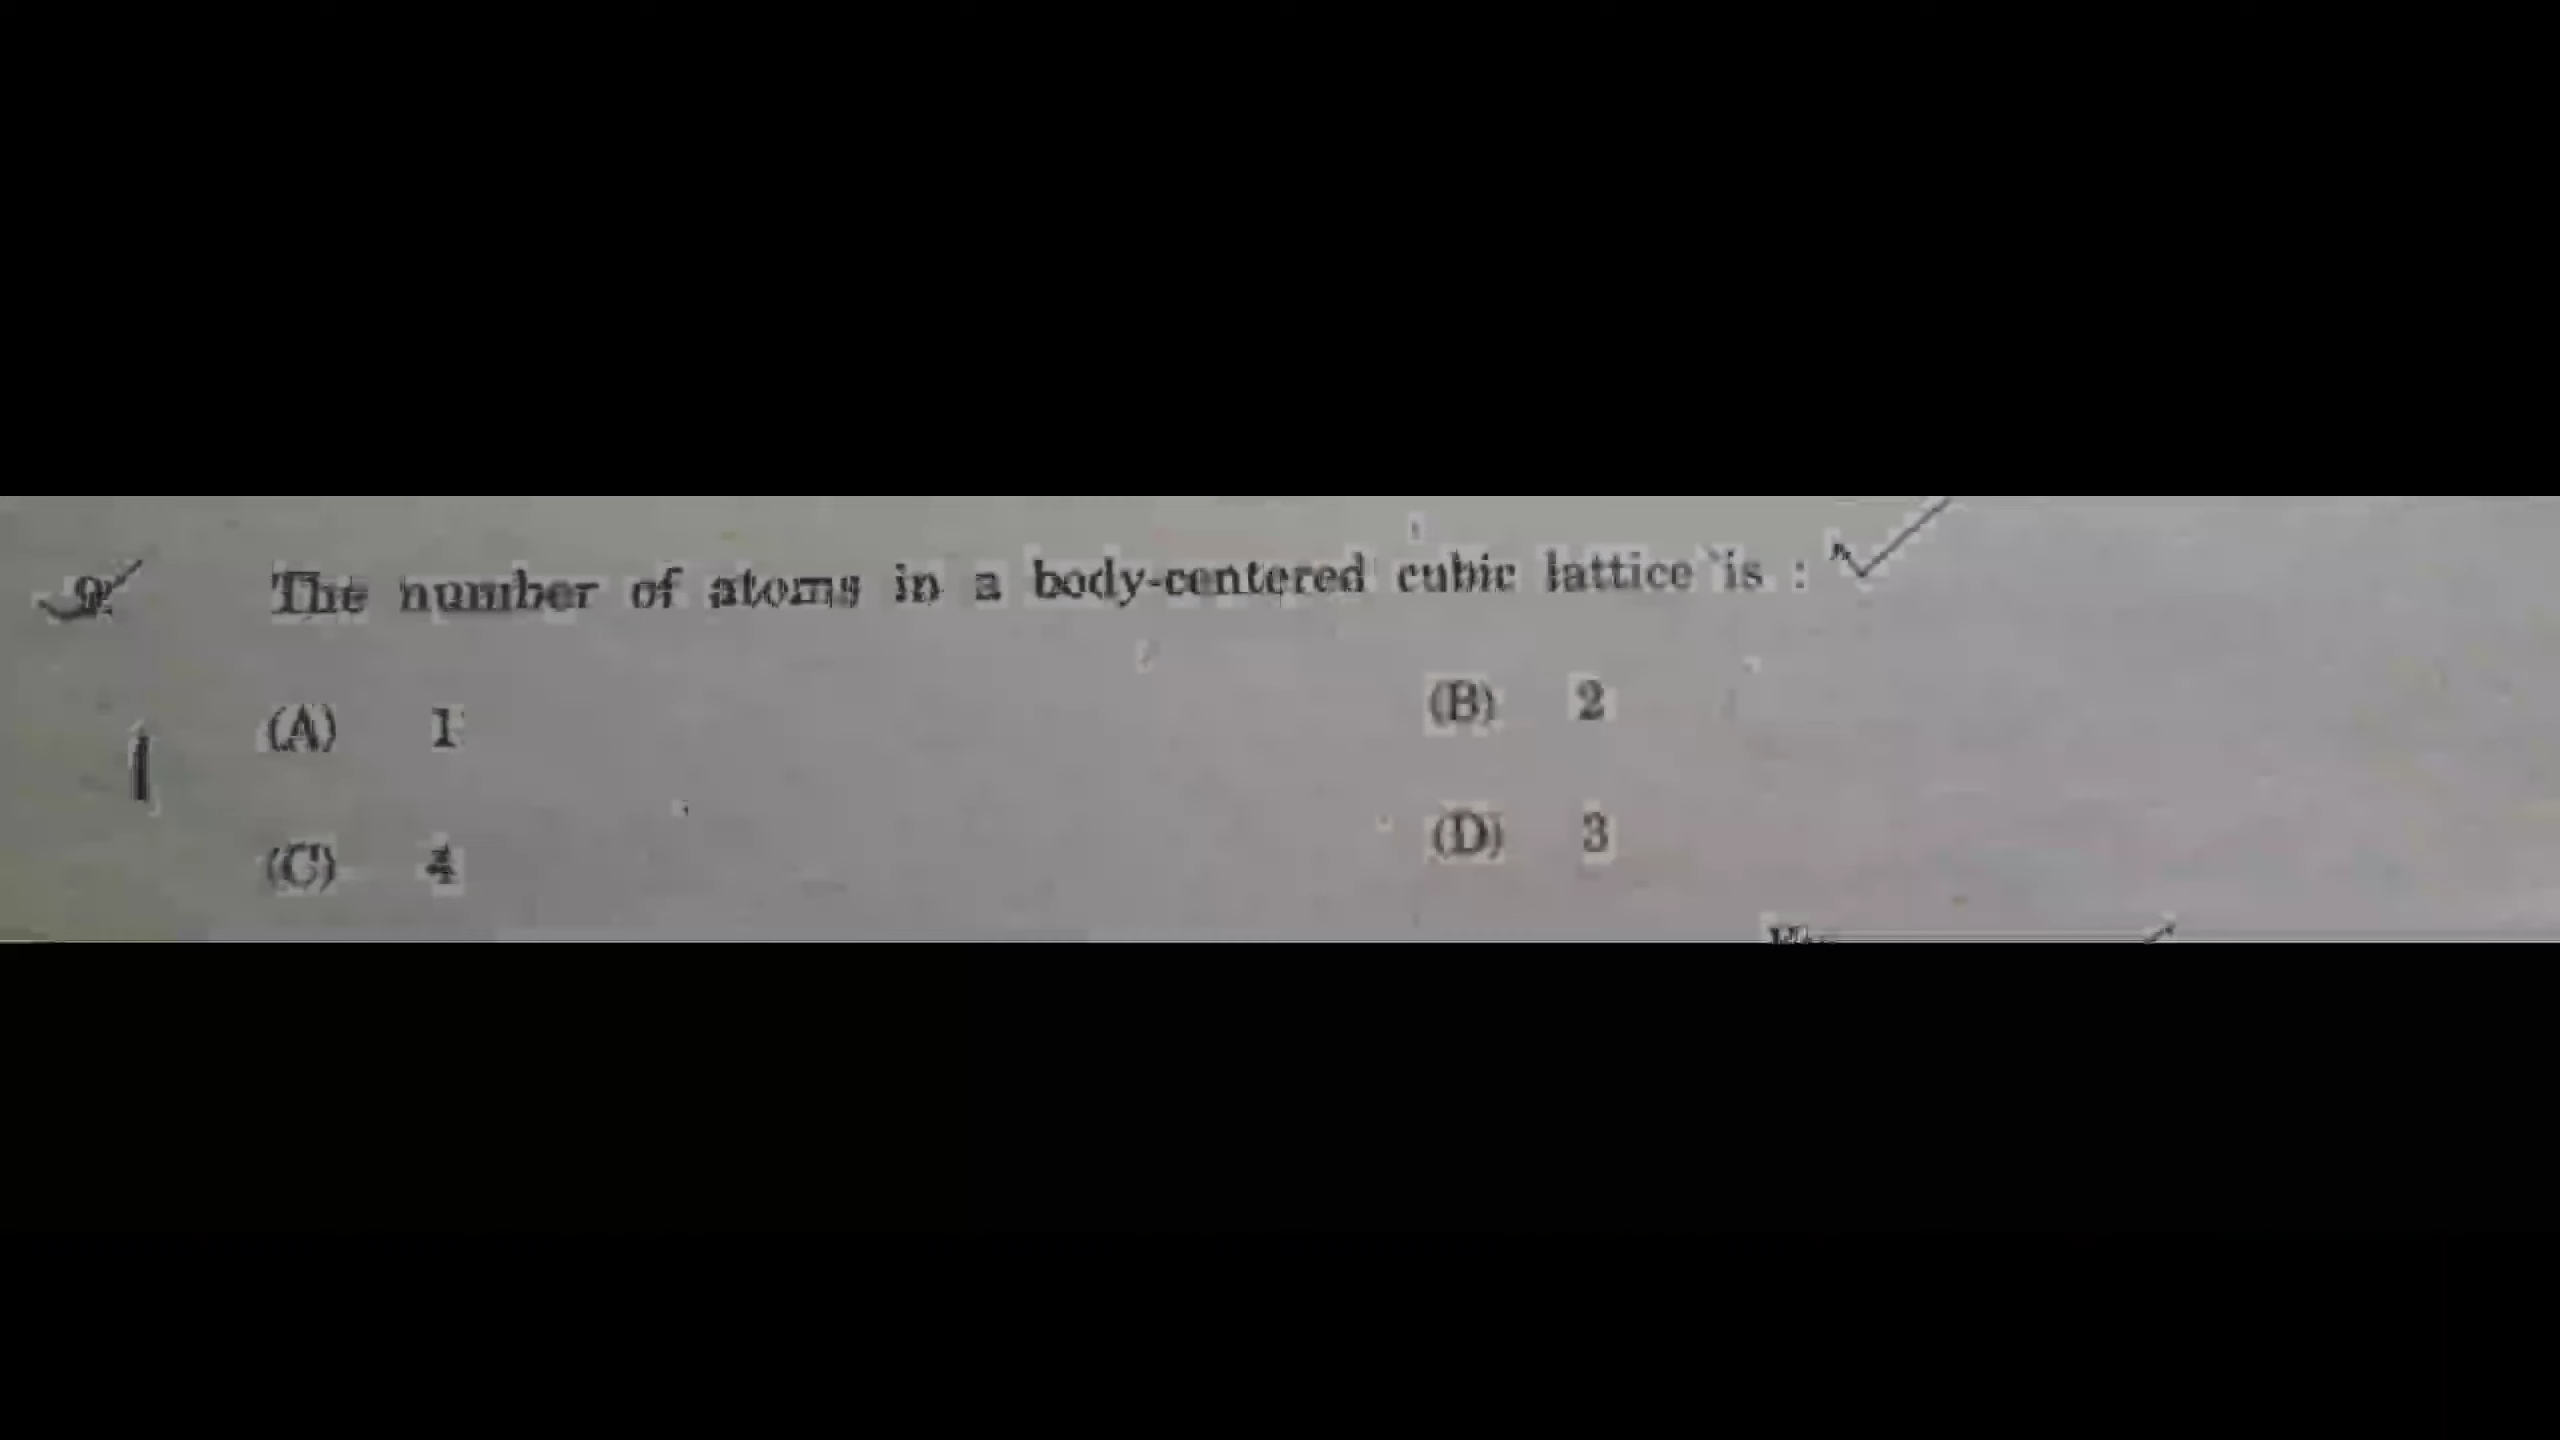 9. The number of atoms in a body-centered cubic lattice is :
(A) 1 (B) 2
(C) 4 (D) 3